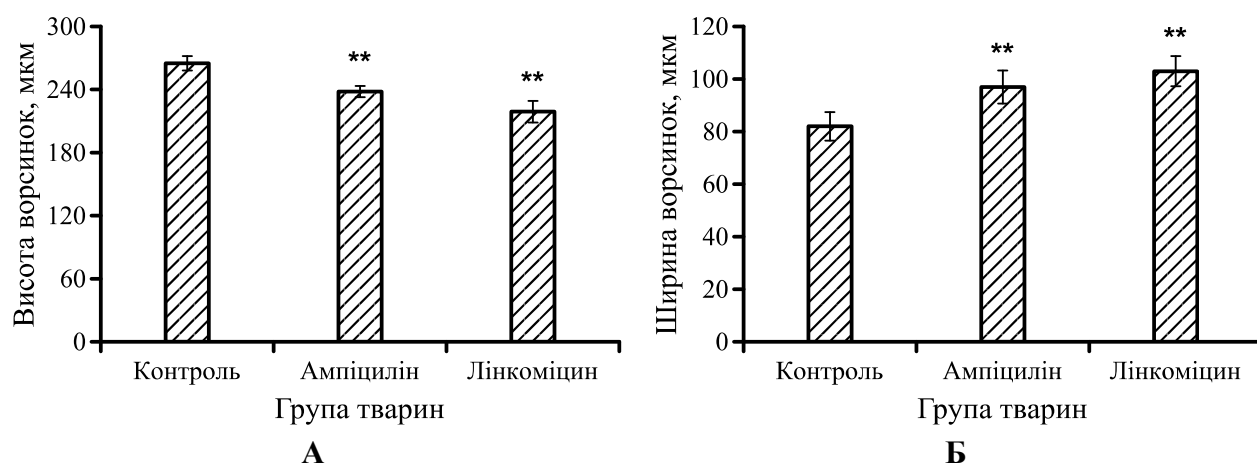 Висота ворсинок, мкм
300
240
180
120
60
0
**
**
Контроль
Ампіцилін
Лінкоміцин
Група тварин
А
Ширина ворсинок, мкм
120
100
80
60
40
20
0
**
**
Контроль
Ампіцилін
Лінкоміцин
Група тварин
Б